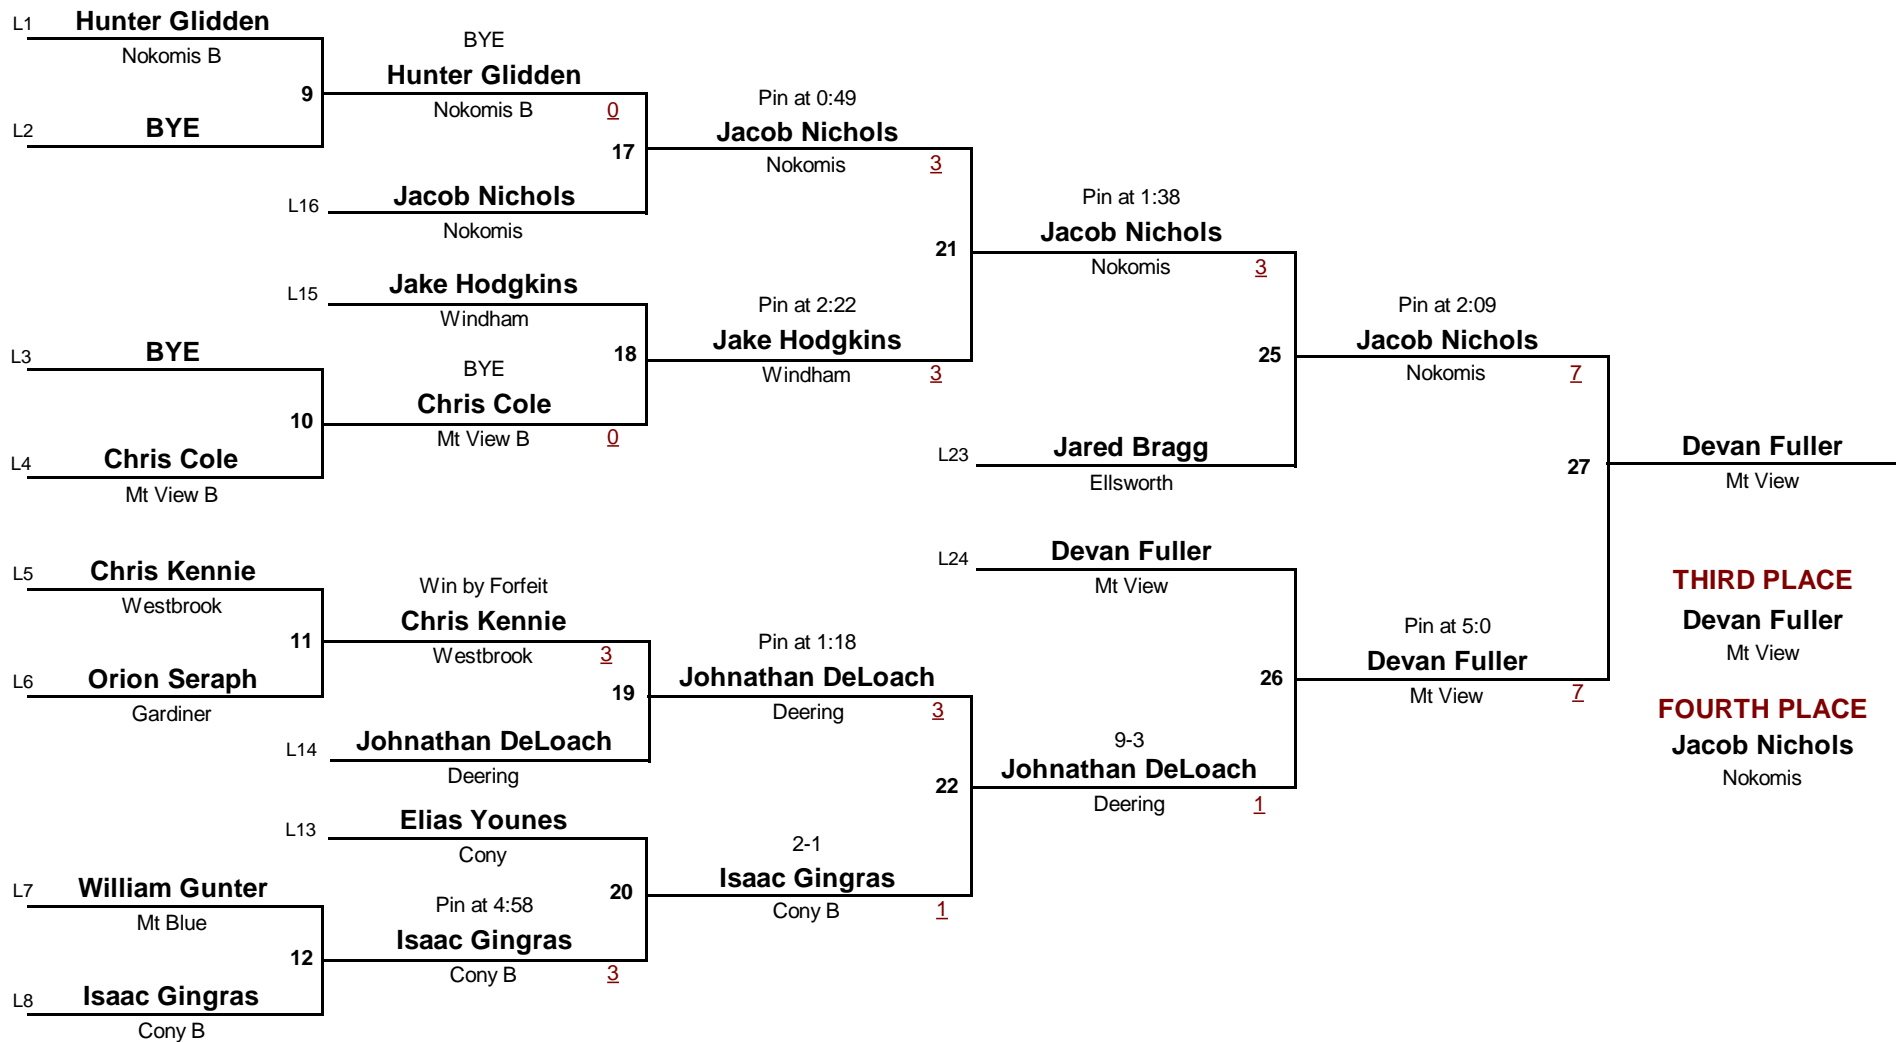 L1 Hunter Glidden
Nokomis B
9
L2 BYE
BYE
Hunter Glidden
Nokomis B 0
17
L16 Jacob Nichols
Nokomis
Pin at 0:49
Jacob Nichols
Nokomis 3
21
L15 Jake Hodgkins
Windham
18
L3 BYE
10
L4 Chris Cole
Mt View B
BYE
Chris Cole
Mt View B 0
Pin at 2:22
Jake Hodgkins
Windham 3
Pin at 1:38
Jacob Nichols
Nokomis 3
25
L23 Jared Bragg
Ellsworth
Pin at 2:09
Jacob Nichols
Nokomis 7
27
Devan Fuller
Mt View
L5 Chris Kennie
Westbrook
11
L6 Orion Seraph
Gardiner
Win by Forfeit
Chris Kennie
Westbrook 3
19
L14 Johnathan DeLoach
Deering
Pin at 1:18
Johnathan DeLoach
Deering 3
22
L13 Elias Younes
Cony
20
L7 William Gunter
Mt Blue
12
L8 Isaac Gingras
Cony B
Pin at 4:58
Isaac Gingras
Cony B 3
2-1
Isaac Gingras
Cony B 1
L24 Devan Fuller
Mt View
26
9-3
Johnathan DeLoach
Deering 1
Pin at 5:0
Devan Fuller
Mt View 7
THIRD PLACE
Devan Fuller
Mt View
FOURTH PLACE
Jacob Nichols
Nokomis